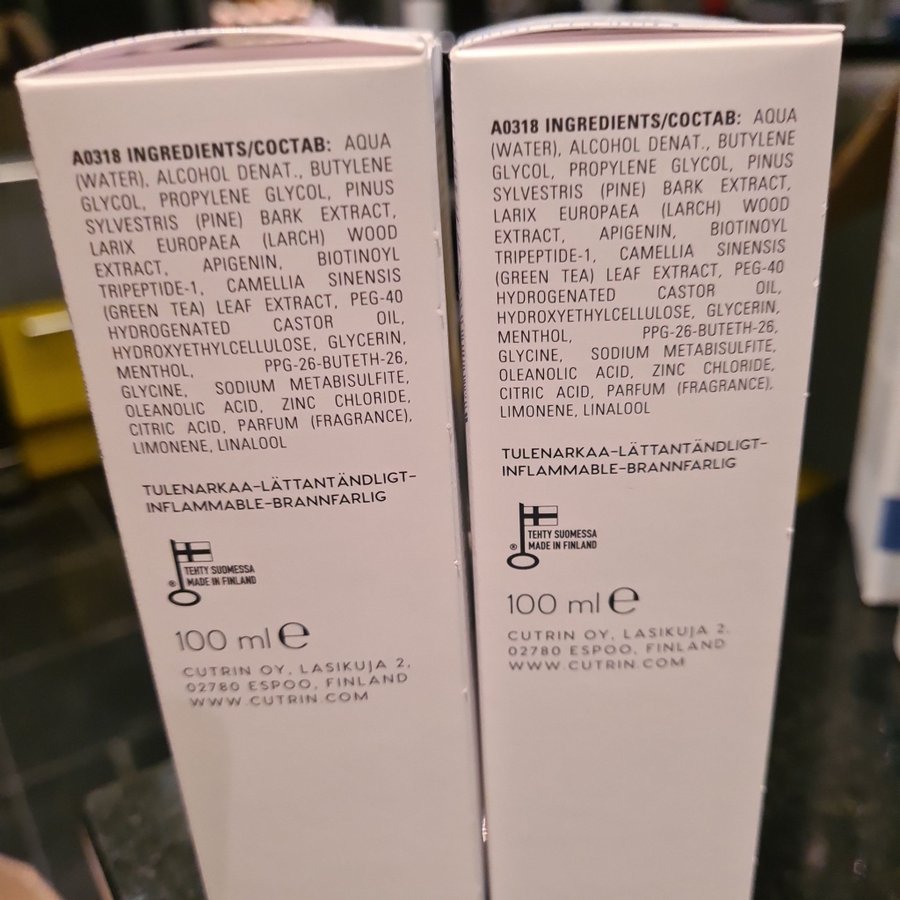 A0318 INGREDIENTS/СОСТАВ: AQUA
(WATER), ALCOHOL DENAT., BUTYLENE
GLYCOL, PROPYLENE GLYCOL, PINUS
SYLVESTRIS (PINE) BARK EXTRACT,
LARIX EUROPAEA (LARCH) WOOD
EXTRACT, APIGENIN, BIOTINOYL
TRIPEPTIDE-1, CAMELLIA SINENSIS
(GREEN TEA) LEAF EXTRACT, PEG-40
HYDROGENATED CASTOR OIL,
HYDROXYETHYLCELLULOSE, GLYCERIN,
MENTHOL, PPG-26-BUTETH-26,
GLYCINE, SODIUM METABISULFITE,
OLEANOLIC ACID, ZINC CHLORIDE,
CITRIC ACID, PARFUM (FRAGRANCE),
LIMONENE, LINALOOL
TULENARKAA-LÄTTANTÄNDLIGT-
INFLAMMABLE-BRANNFARLIG
TEHTY SUOMESSA
® MADE IN FINLAND
100 ml ℮
CUTRIN OY, LASIKUJA 2,
02780 ESPOO, FINLAND
WWW.CUTRIN.COM
A0318 INGREDIENTS/СОСТАВ: AQUA
(WATER), ALCOHOL DENAT., BUTYLENE
GLYCOL, PROPYLENE GLYCOL, PINUS
SYLVESTRIS (PINE) BARK EXTRACT,
LARIX EUROPAEA (LARCH) WOOD
EXTRACT, APIGENIN, BIOTINOYL
TRIPEPTIDE-1, CAMELLIA SINENSIS
(GREEN TEA) LEAF EXTRACT, PEG-40
HYDROGENATED CASTOR OIL,
HYDROXYETHYLCELLULOSE, GLYCERIN,
MENTHOL, PPG-26-BUTETH-26,
GLYCINE, SODIUM METABISULFITE,
OLEANOLIC ACID, ZINC CHLORIDE,
CITRIC ACID, PARFUM (FRAGRANCE),
LIMONENE, LINALOOL
TULENARKAA-LÄTTANTÄNDLIGT-
INFLAMMABLE-BRANNFARLIG
TEHTY SUOMESSA
® MADE IN FINLAND
100 ml ℮
CUTRIN OY, LASIKUJA 2,
02780 ESPOO, FINLAND
WWW.CUTRIN.COM